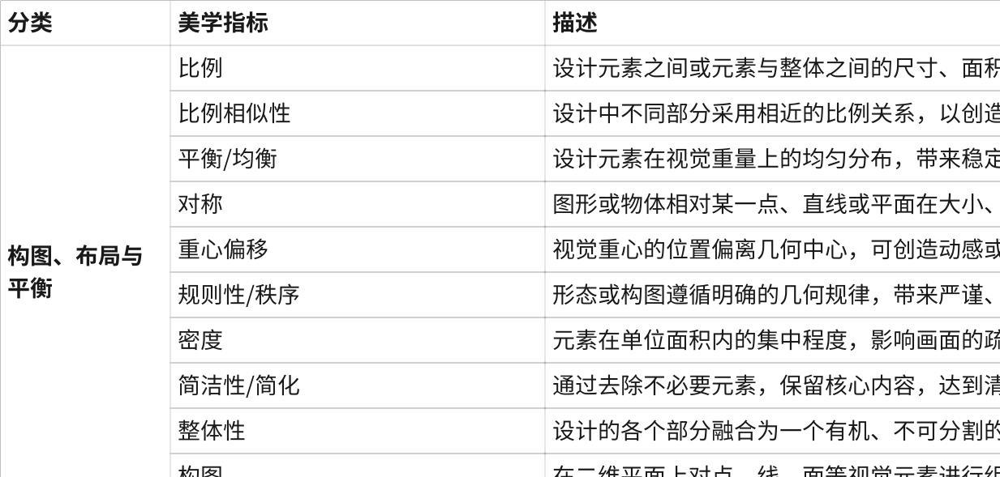 分类 美学指标 描述
比例 设计元素之间或元素与整体之间的尺寸、面积
比例相似性 设计中不同部分采用相近的比例关系，以创造
平衡/均衡 设计元素在视觉重量上的均匀分布，带来稳定
对称 图形或物体相对某一点、直线或平面在大小、
构图、布局与
平衡
重心偏移 视觉重心的位置偏离几何中心，可创造动感或
规则性/秩序 形态或构图遵循明确的几何规律，带来严谨、
密度 元素在单位面积内的集中程度，影响画面的疏
简洁性/简化 通过去除不必要元素，保留核心内容，达到清
整体性 设计的各个部分融合为一个有机、不可分割的
构图 在二维平面上对点、线、面等视觉元素进行组